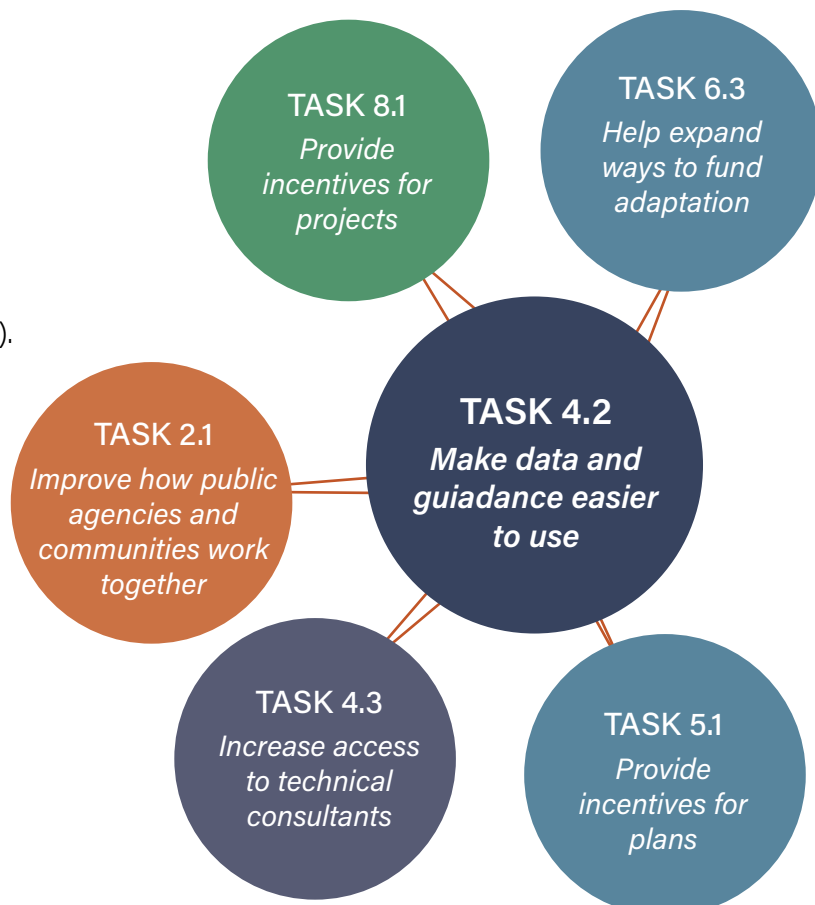 TASK 8.1
Provide
incentives for
projects
TASK 6.3
Help expand
ways to fund
adaptation
).
TASK 4.2
Make data and
guiadance easier
to use
TASK 2.1
Improve how public
agencies and
communities work
together
TASK 4.3
Increase access
to technical
consultants
TASK 5.1
Provide
incentives for
plans